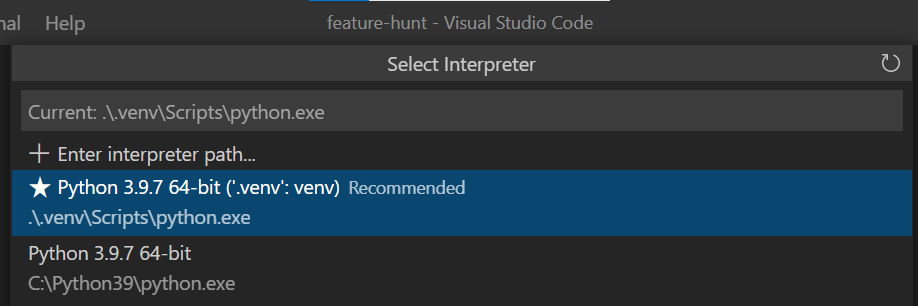 Help feature-hunt - Visual Studio Code
Select Interpreter
Current: .\.venv\Scripts\python.exe
Enter interpreter path...
Python 3.9.7 64-bit ('.venv': venv) Recommended
.\.venv\Scripts\python.exe
Python 3.9.7 64-bit
C:\Python39\python.exe